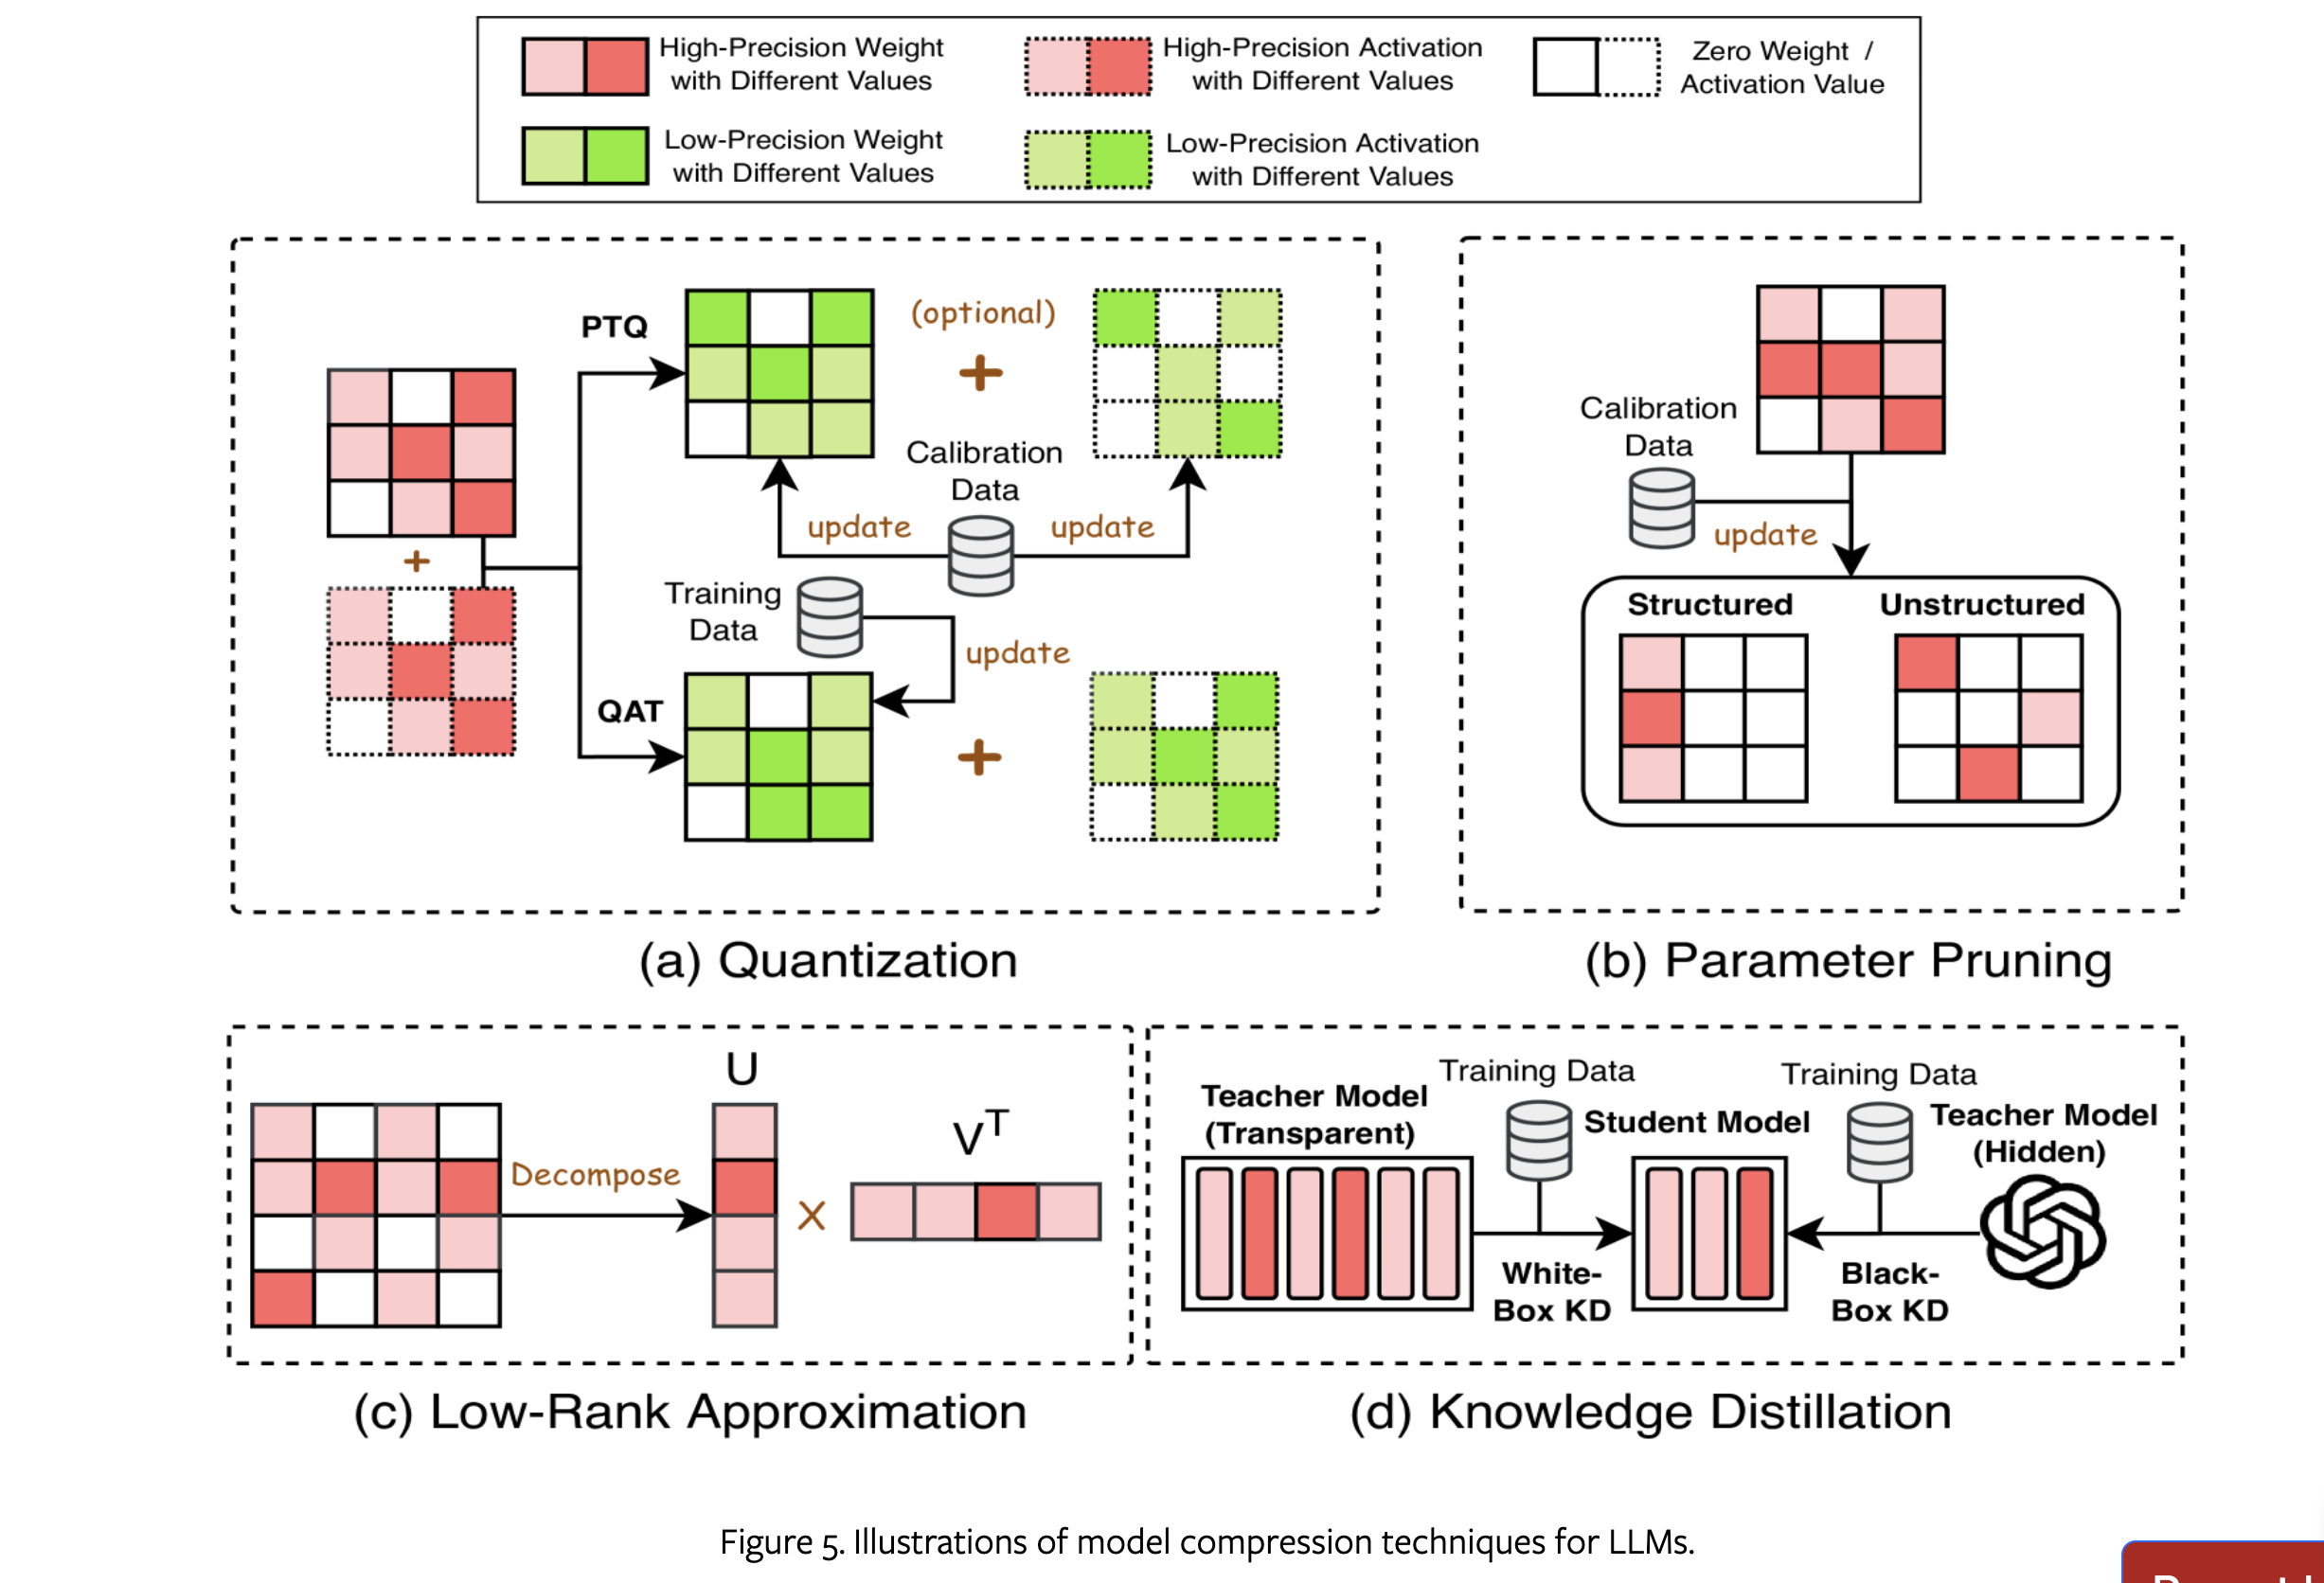 High-Precision Weight
with Different Values
High-Precision Activation
with Different Values
Zero Weight /
Activation Value
Low-Precision Weight
with Different Values
Low-Precision Activation
with Different Values
PTQ
(optional)
+
Calibration
Data
update
update
+
Training
Data
update
QAT
+
(a) Quantization
Calibration
Data
update
Structured
Unstructured
(b) Parameter Pruning
U
V^T
Decompose
×
(c) Low-Rank Approximation
Training Data
Training Data
Teacher Model
(Transparent)
Student Model
Teacher Model
(Hidden)
White-
Box KD
Black-
Box KD
(d) Knowledge Distillation
Figure 5. Illustrations of model compression techniques for LLMs.